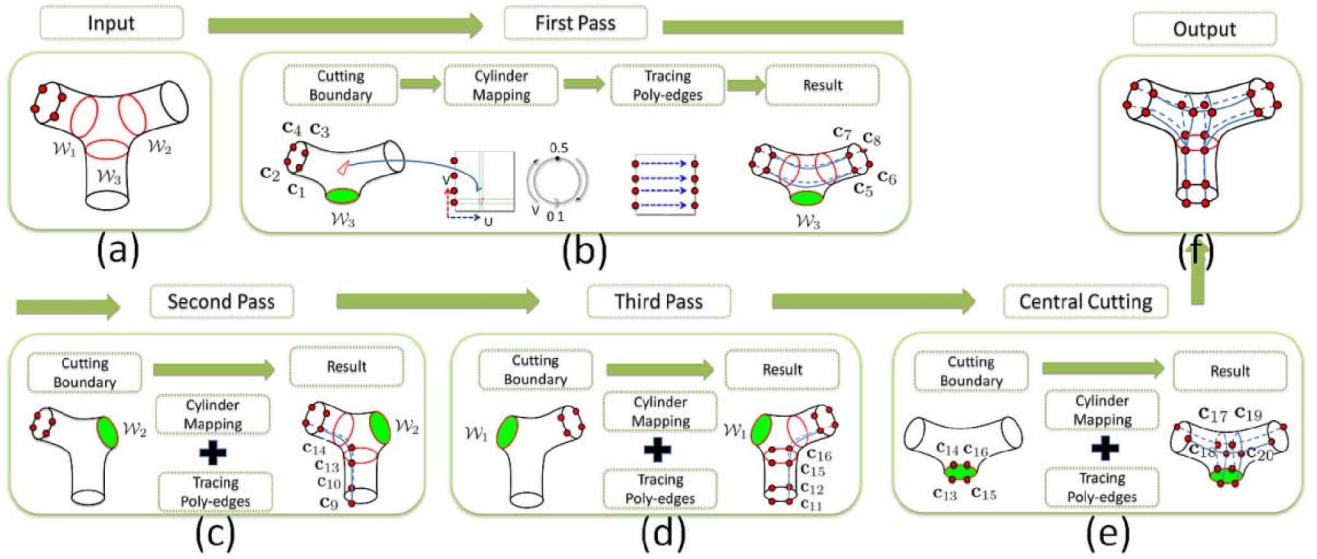 Input
First Pass
Output
Cutting
Boundary
Cylinder
Mapping
Tracing
Poly-edges
Result
𝒲1
𝒲2
𝒲3
c4 c3
c2
c1
𝒲3
V
U
0.5
V
0 1
c7
c8
c6
c5
𝒲3
(a)
(b)
(f)
Second Pass
Third Pass
Central Cutting
Cutting
Boundary
Result
Cylinder
Mapping
Tracing
Poly-edges
𝒲2
𝒲2
c14
c13
c10
c9
(c)
Cutting
Boundary
Result
Cylinder
Mapping
Tracing
Poly-edges
𝒲1
𝒲1
c16
c15
c12
c11
(d)
Cutting
Boundary
Result
Cylinder
Mapping
Tracing
Poly-edges
c14 c16
c13 c15
c17 c19
c18 c20
(e)